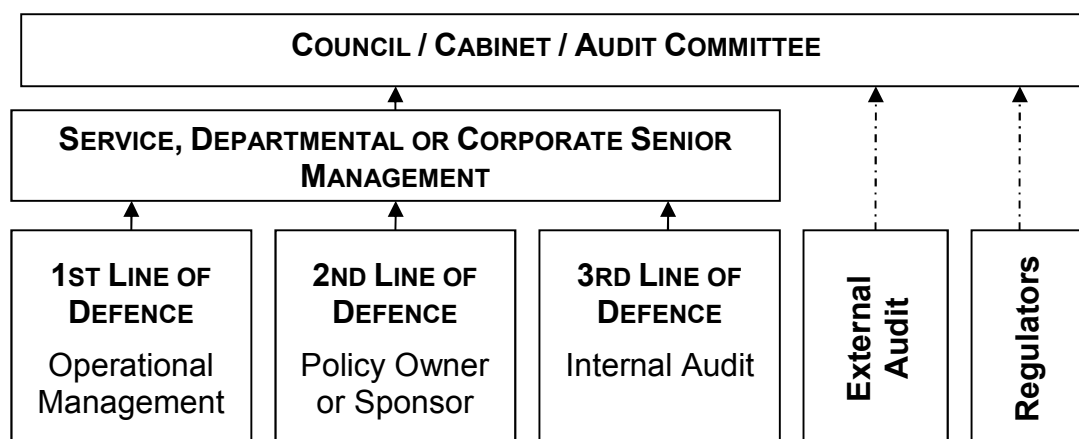 COUNCIL / CABINET / AUDIT COMMITTEE
SERVICE, DEPARTMENTAL OR CORPORATE SENIOR
MANAGEMENT
1ST LINE OF
DEFENCE
Operational
Management
2ND LINE OF
DEFENCE
Policy Owner
or Sponsor
3RD LINE OF
DEFENCE
Internal Audit
External
Audit
Regulators